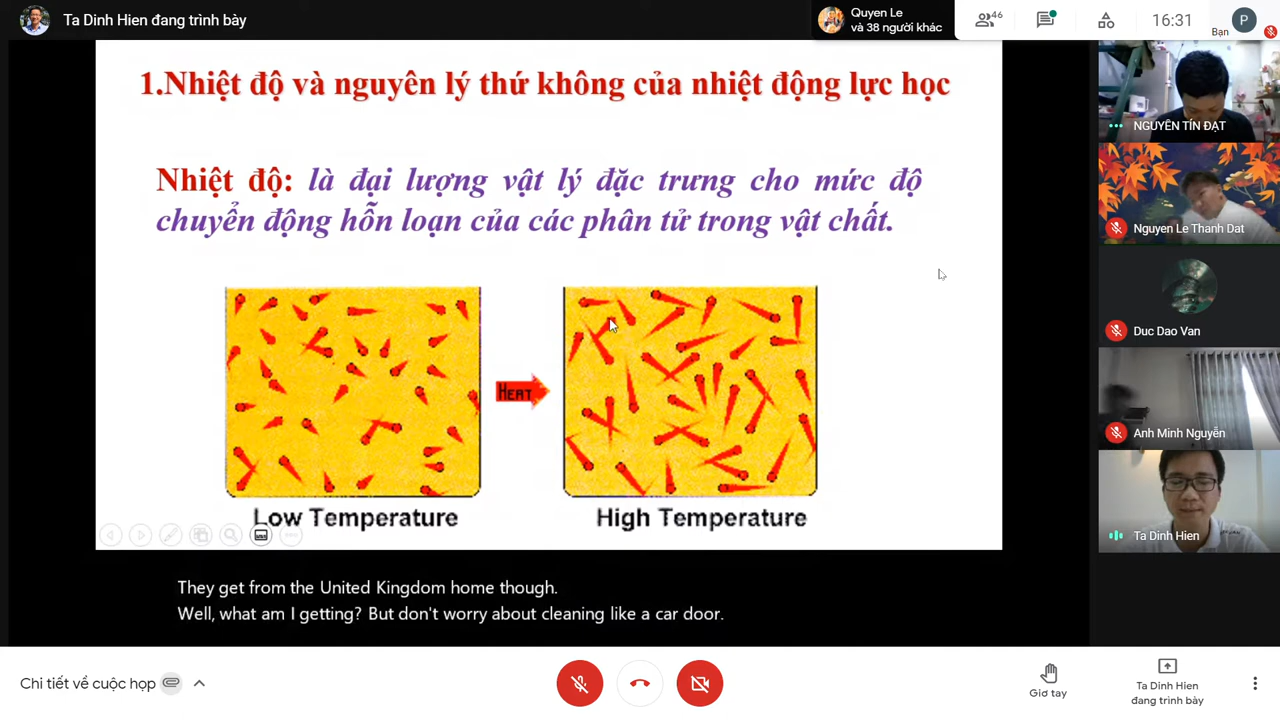 Ta Dinh Hien đang trình bày
Quyen Le
và 38 người khác
46
16:31
P
Bạn
1.Nhiệt độ và nguyên lý thứ không của nhiệt động lực học
Nhiệt độ: là đại lượng vật lý đặc trưng cho mức độ
chuyển động hỗn loạn của các phân tử trong vật chất.
HEAT
Low Temperature
High Temperature
NGUYỄN TÍN ĐẠT
Nguyen Le Thanh Dat
Duc Dao Van
Anh Minh Nguyễn
Ta Dinh Hien
They get from the United Kingdom home though.
Well, what am I getting? But don't worry about cleaning like a car door.
Chi tiết về cuộc họp
Giơ tay
Ta Dinh Hien
đang trình bày